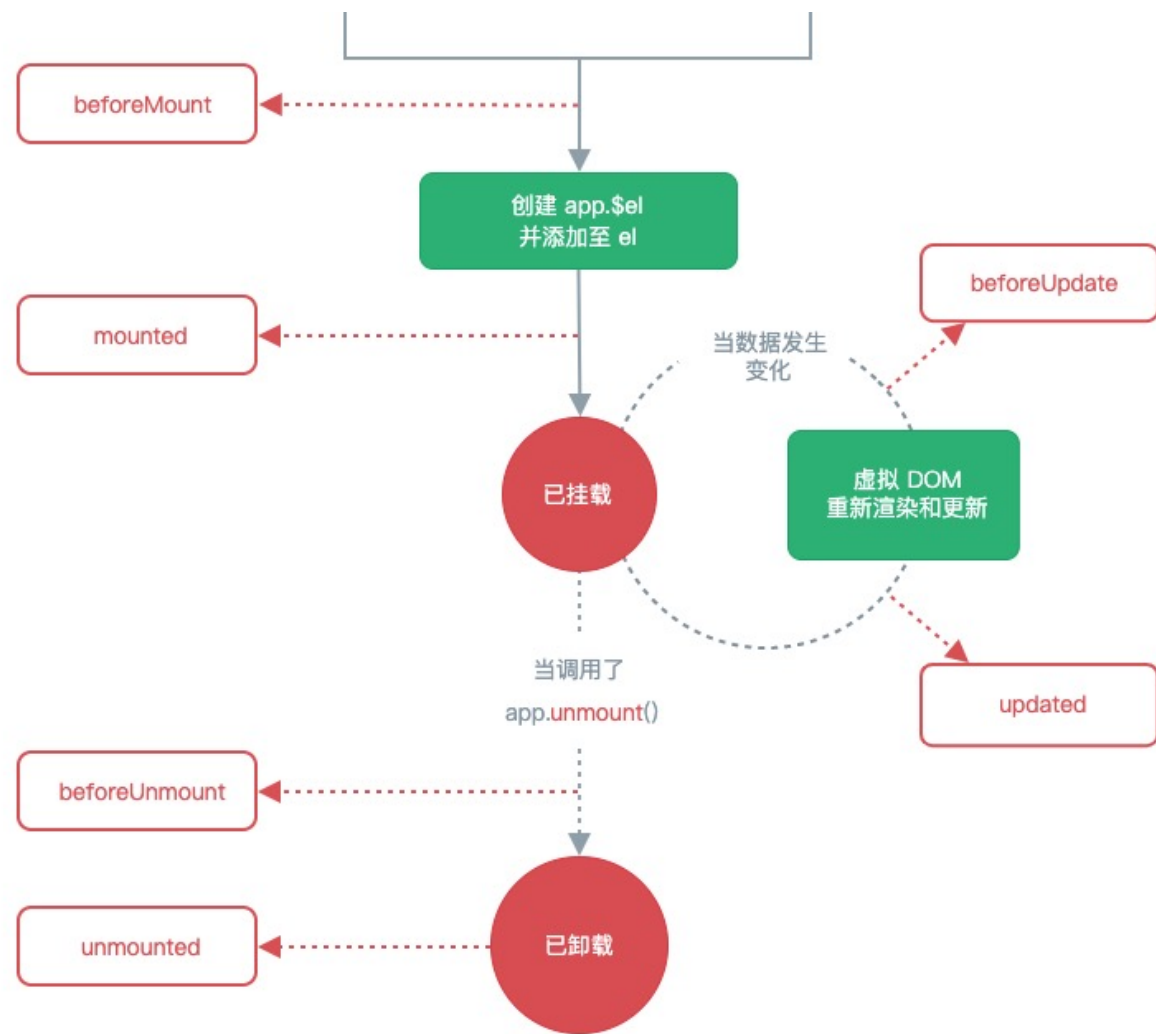 beforeMount
创建 app.$el
并添加至 el
beforeUpdate
mounted
当数据发生
变化
已挂载
虚拟 DOM
重新渲染和更新
当调用了
app.unmount()
updated
beforeUnmount
unmounted
已卸载